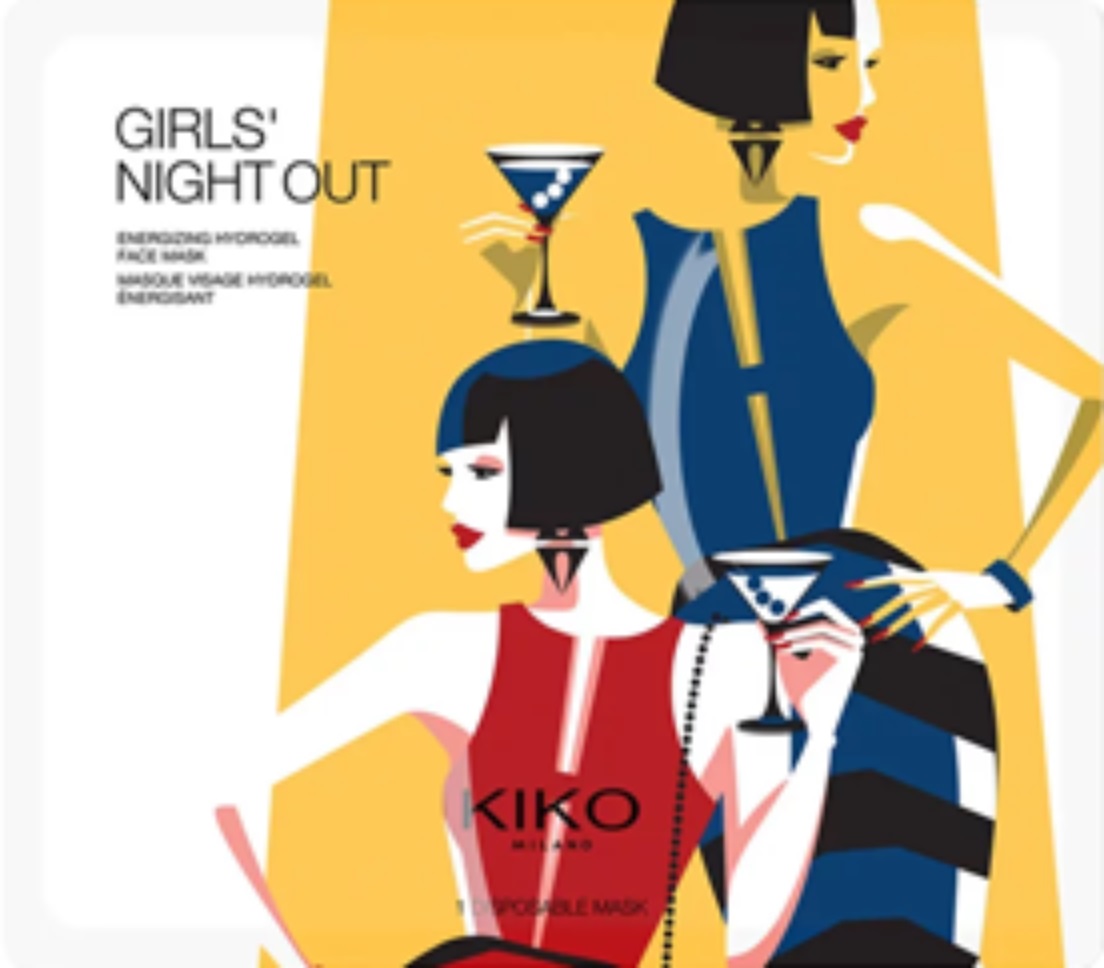 GIRLS'
NIGHT OUT
ENERGIZING HYDROGEL
FACE MASK
MASQUE VISAGE HYDROGEL
ÉNERGISANT
KIKO
MILANO
1 DISPOSABLE MASK